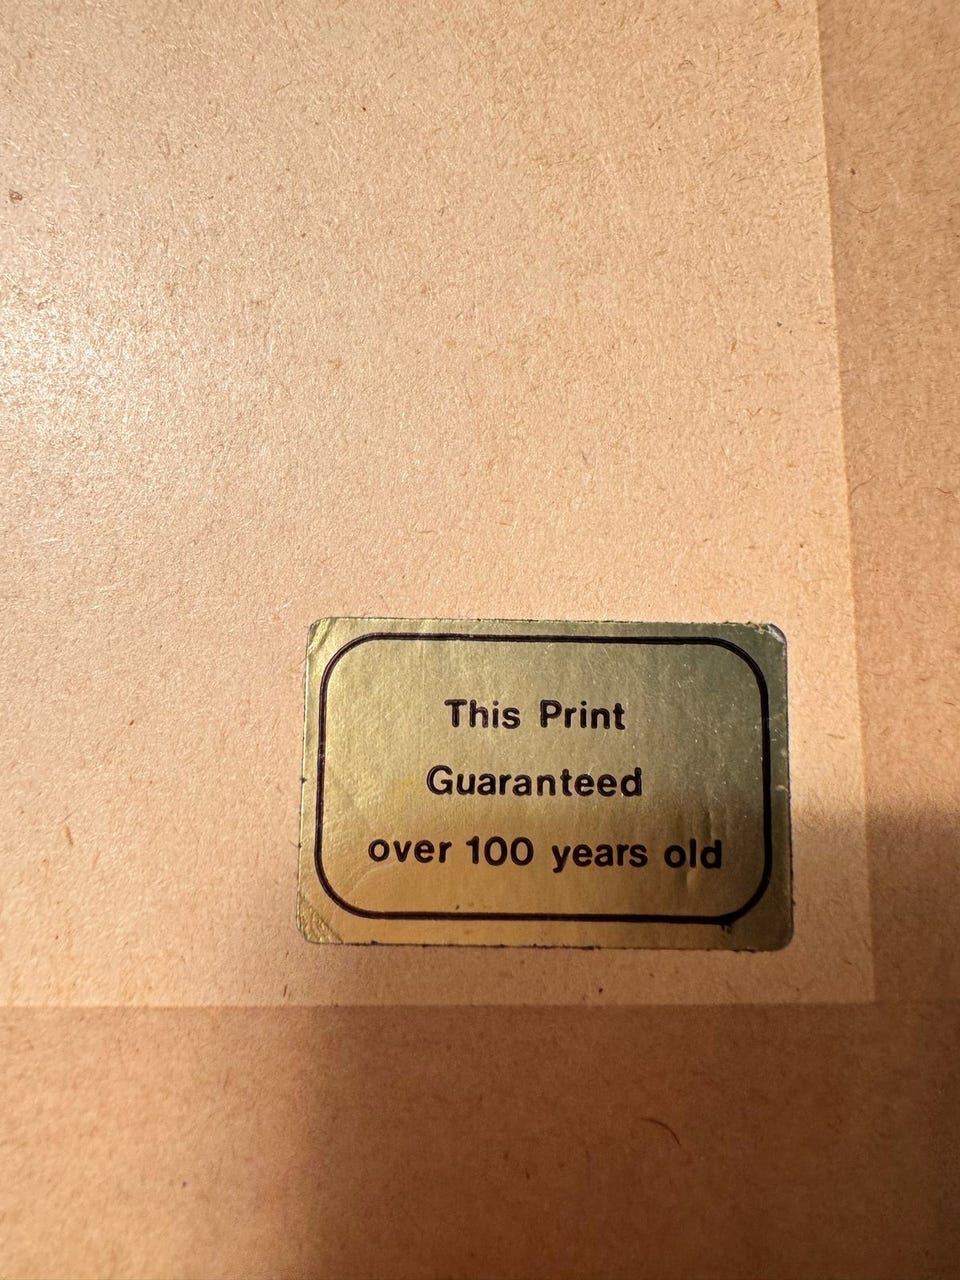 This Print
Guaranteed
over 100 years old